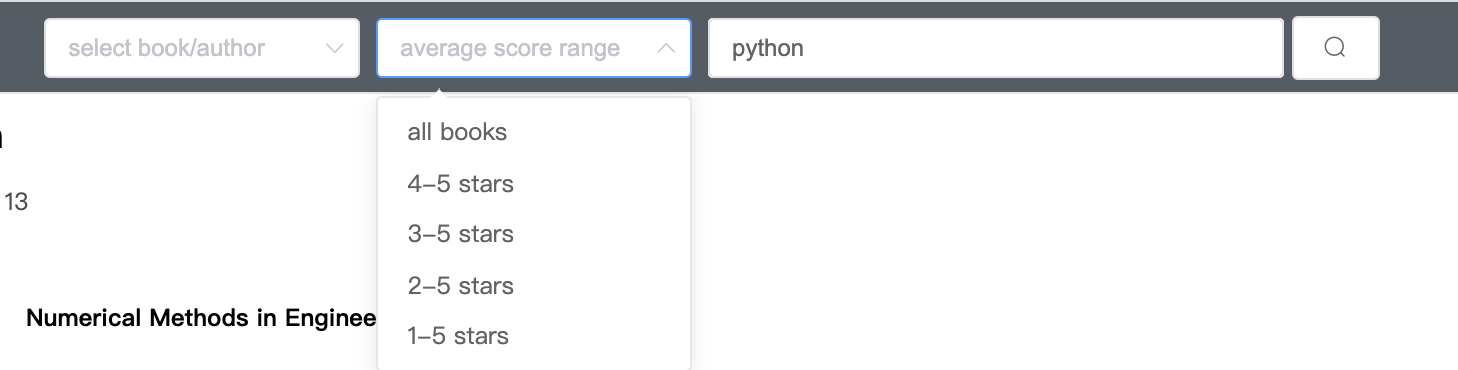 select book/author
average score range
python
all books
4-5 stars
13
3-5 stars
2-5 stars
Numerical Methods in Enginee
1-5 stars